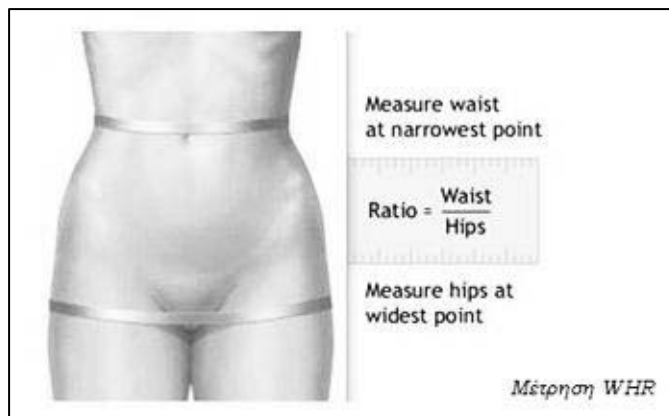 Measure waist
at narrowest point
Ratio = Waist
Hips
Measure hips at
widest point
Μέτρηση WHR